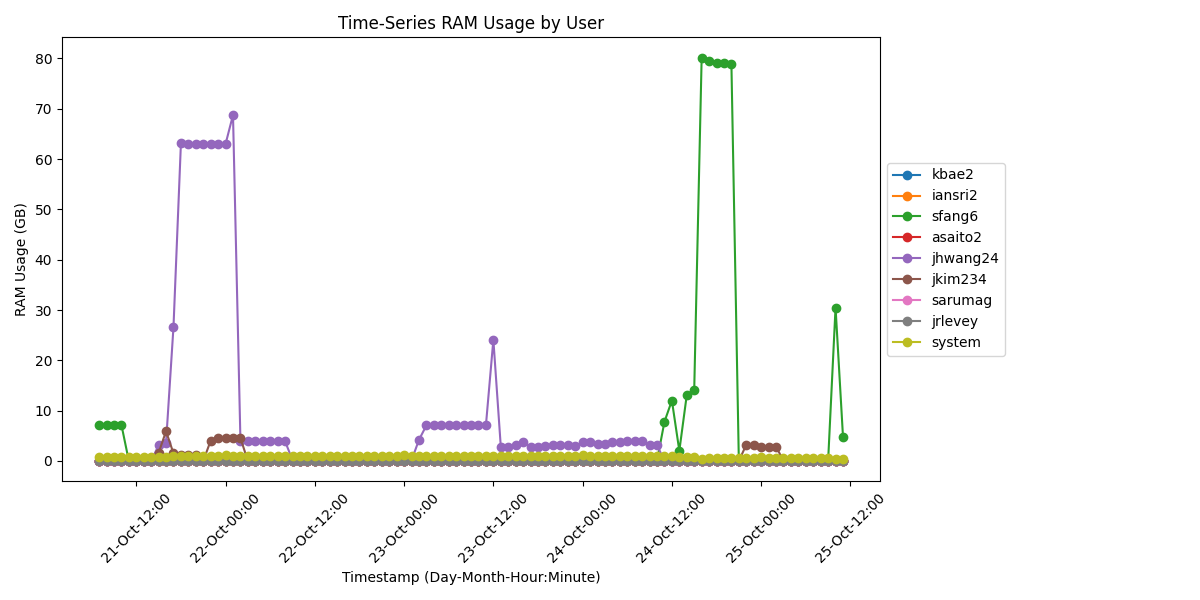 Time-Series RAM Usage by User
RAM Usage (GB)
80
70
60
50
40
30
20
10
0
21-Oct-12:00
22-Oct-00:00
22-Oct-12:00
23-Oct-00:00
23-Oct-12:00
24-Oct-00:00
24-Oct-12:00
25-Oct-00:00
25-Oct-12:00
Timestamp (Day-Month-Hour:Minute)
kbae2
iansri2
sfang6
asaito2
jhwang24
jkim234
sarumag
jrlevey
system